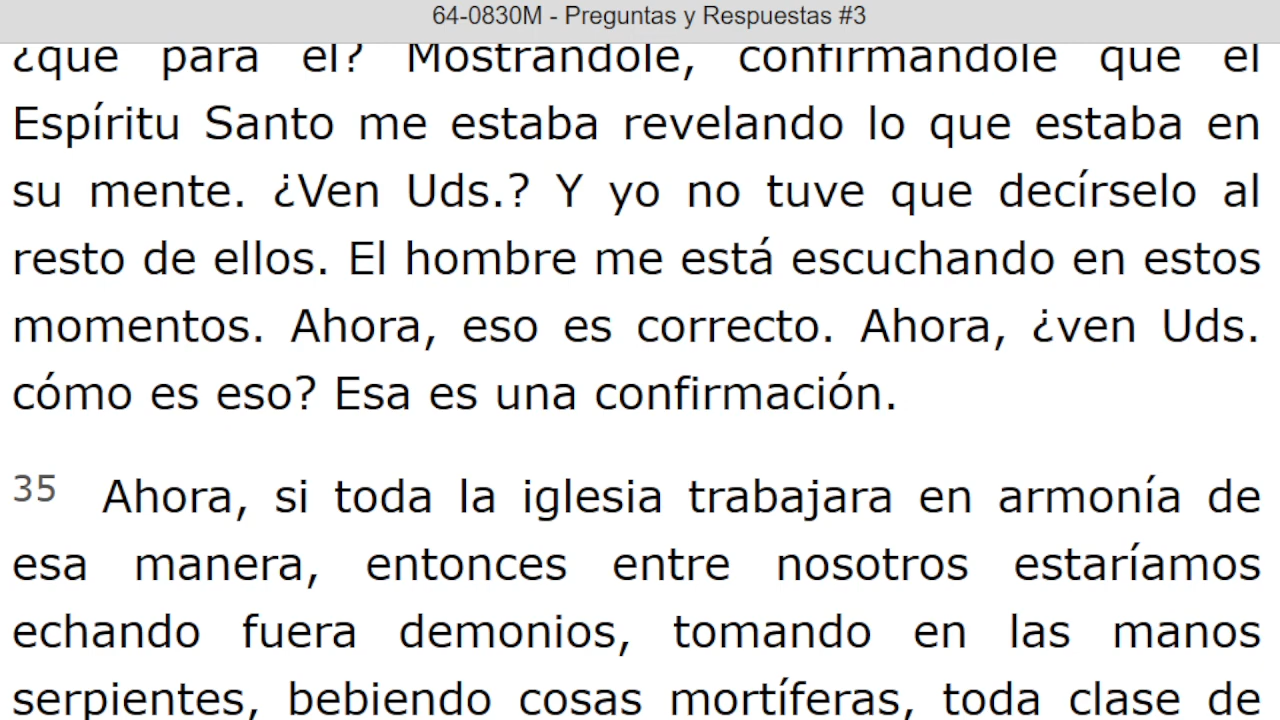 64-0830M - Preguntas y Respuestas #3
¿qué para él? Mostrándole, confirmándole que el
Espíritu Santo me estaba revelando lo que estaba en
su mente. ¿Ven Uds.? Y yo no tuve que decírselo al
resto de ellos. El hombre me está escuchando en estos
momentos. Ahora, eso es correcto. Ahora, ¿ven Uds.
cómo es eso? Esa es una confirmación.
35 Ahora, si toda la iglesia trabajara en armonía de
esa manera, entonces entre nosotros estaríamos
echando fuera demonios, tomando en las manos
serpientes, bebiendo cosas mortíferas, toda clase de